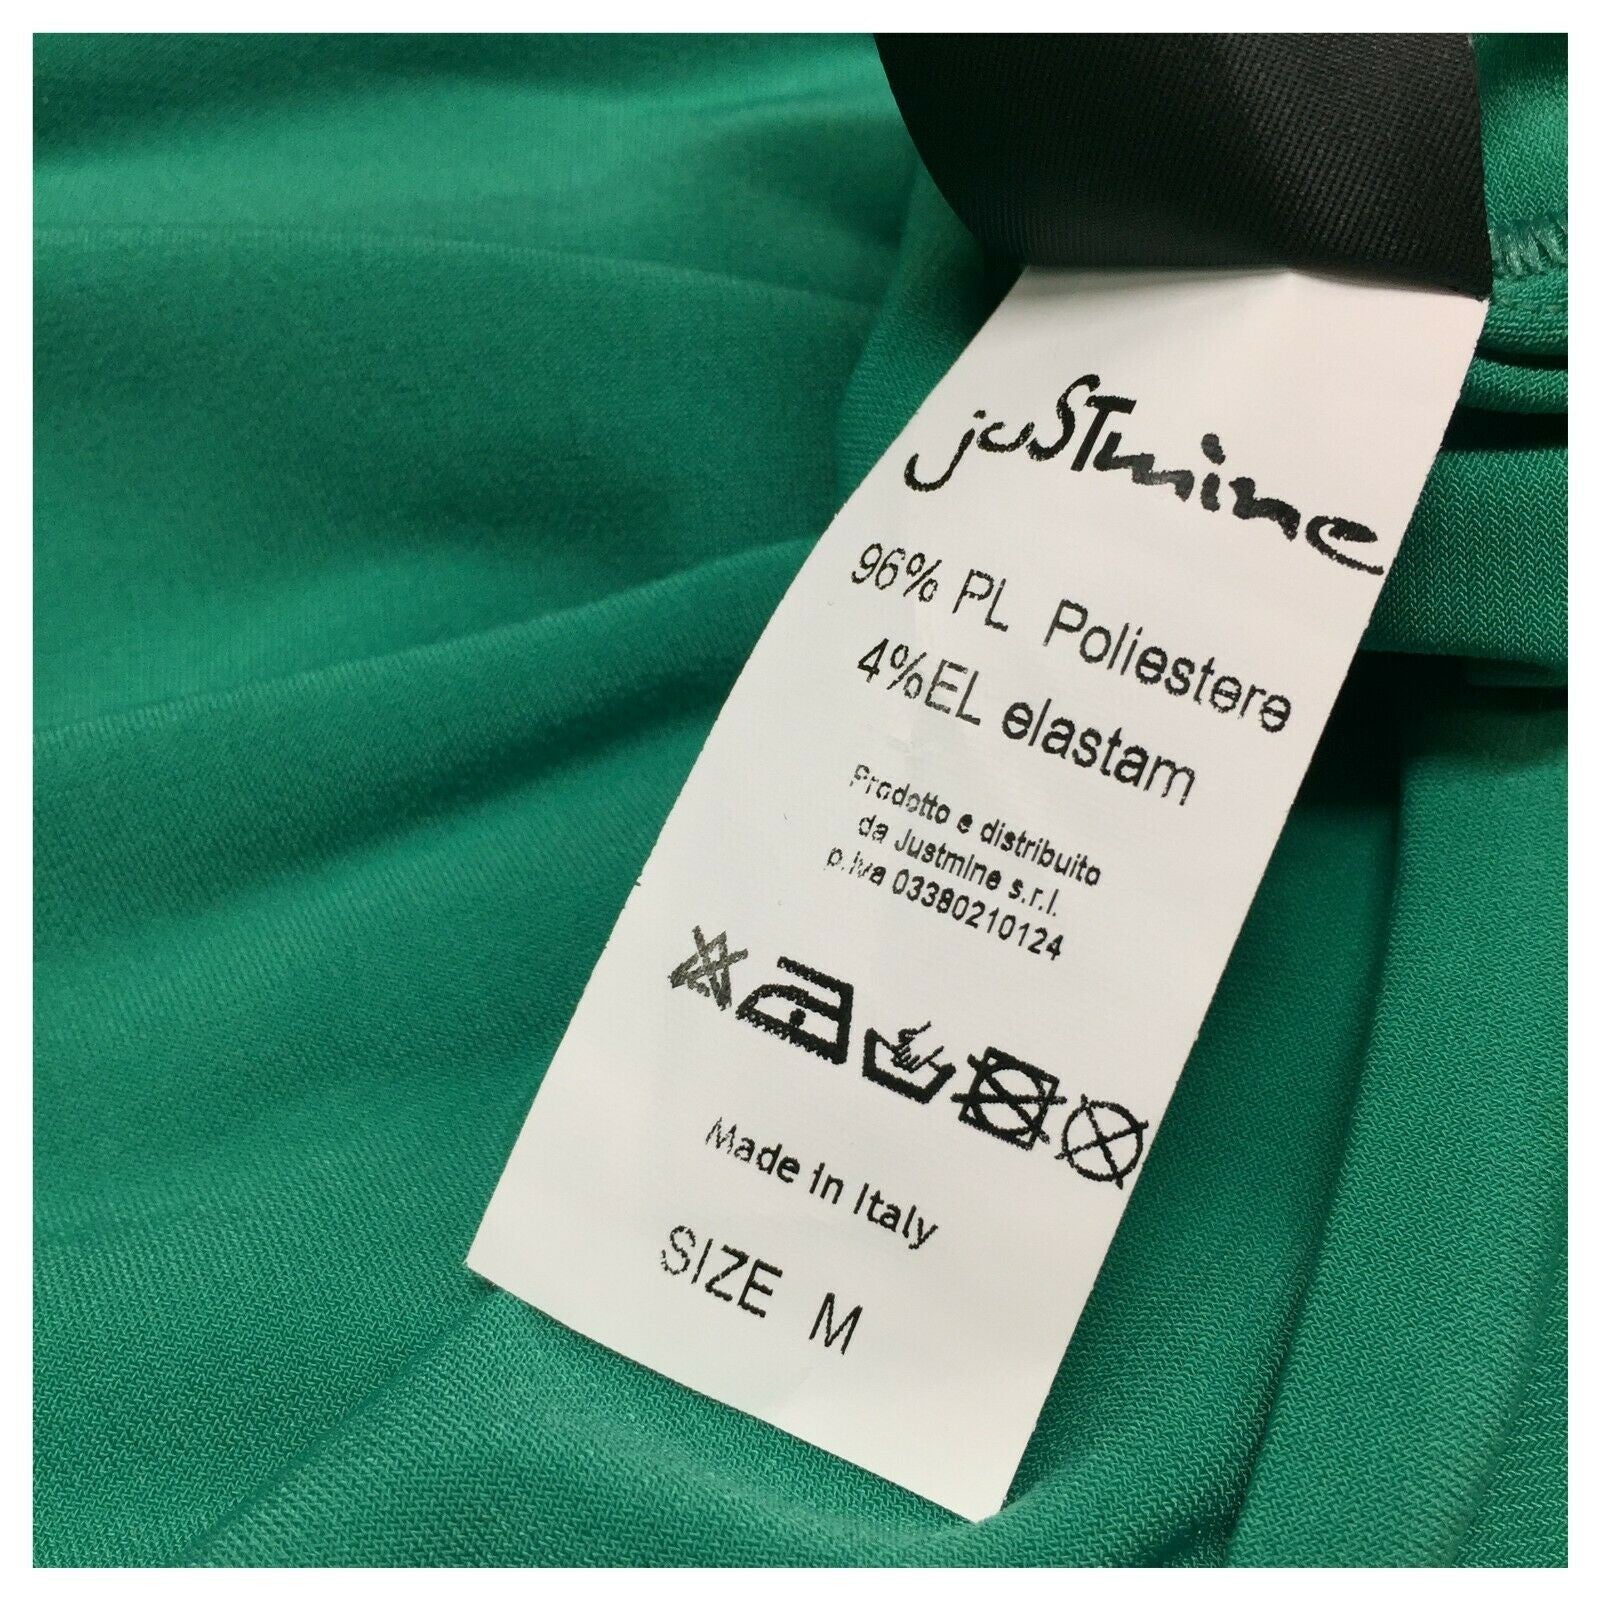 juSTmine
96% PL Poliestere
4%EL elastam
Prodotto e distribuito
da Justmine s.r.l.
p.iva 03380210124
Made in Italy
SIZE M